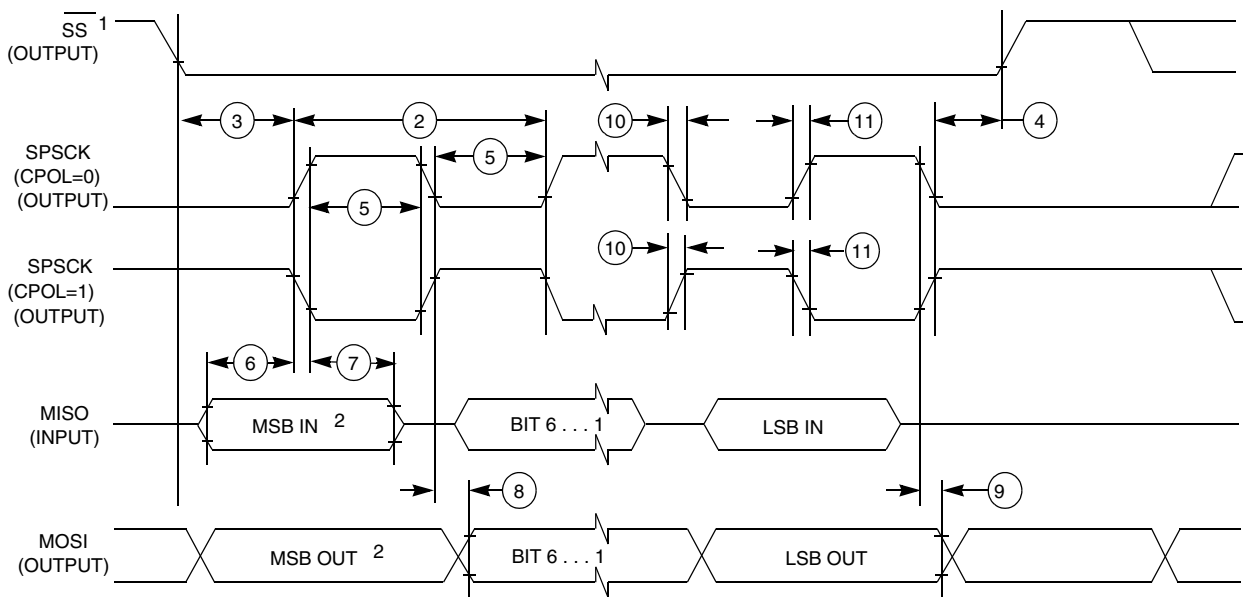 SS 1
(OUTPUT)
3
2
10
11
4
SPSCK
(CPOL=0)
(OUTPUT)
5
5
10
11
SPSCK
(CPOL=1)
(OUTPUT)
6
7
MISO
(INPUT)
MSB IN 2
BIT 6 . . . 1
LSB IN
8
9
MOSI
(OUTPUT)
MSB OUT 2
BIT 6 . . . 1
LSB OUT